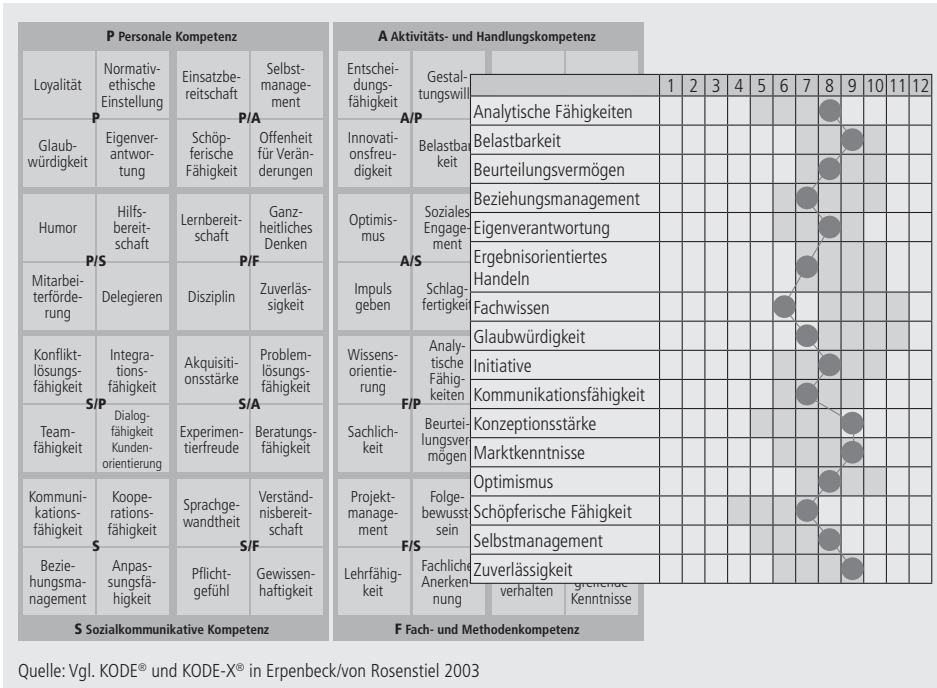 P Personale Kompetenz
A Aktivitäts- und Handlungskompetenz
Loyalität
Normativ-
ethische
Einstellung
Einsatzbe-
reitschaft
Selbst-
manage-
ment
Entschei-
dungs-
fähigkeit
Gestal-
tungswill
P
P/A
A/P
Glaub-
würdigkeit
Eigenver-
antwor-
tung
Schöp-
ferische
Fähigkeit
Offenheit
für Verän-
derungen
Innovati-
onsfreu-
digkeit
Belastbar
keit
Humor
Hilfs-
bereit-
schaft
Lernbereit-
schaft
Ganz-
heitliches
Denken
Optimis-
mus
Soziales
Engage-
ment
P/S
P/F
A/S
Mitarbei-
terförde-
rung
Delegieren
Disziplin
Zuverläs-
sigkeit
Impuls
geben
Schlag-
fertigkeit
Konflikt-
lösungs-
fähigkeit
Integra-
tions-
fähigkeit
Akquisiti-
onsstärke
Problem-
lösungs-
fähigkeit
Wissens-
orientie-
rung
Analy-
tische
Fähig-
keiten
S/P
S/A
F/P
Team-
fähigkeit
Dialog-
fähigkeit
Kunden-
orientierung
Experimen-
tierfreude
Beratungs-
fähigkeit
Sachlich-
keit
Beurtei-
lungsver-
mögen
Kommuni-
kations-
fähigkeit
Koope-
rations-
fähigkeit
Sprachge-
wandtheit
Verständ-
nisbereit-
schaft
Projekt-
manage-
ment
Folge-
bewusst-
sein
S
S/F
F/S
Bezie-
hungsma-
nagement
Anpas-
sungsfä-
higkeit
Pflicht-
gefühl
Gewissen-
haftigkeit
Lehrfähig-
keit
Fachliche
Anerken-
nung
verhalten
greifende
Kenntnisse
S Sozialkommunikative Kompetenz
F Fach- und Methodenkompetenz
1 2 3 4 5 6 7 8 9 10 11 12
Analytische Fähigkeiten
Belastbarkeit
Beurteilungsvermögen
Beziehungsmanagement
Eigenverantwortung
Ergebnisorientiertes
Handeln
Fachwissen
Glaubwürdigkeit
Initiative
Kommunikationsfähigkeit
Konzeptionsstärke
Marktkenntnisse
Optimismus
Schöpferische Fähigkeit
Selbstmanagement
Zuverlässigkeit
Quelle: Vgl. KODE® und KODE-X® in Erpenbeck/von Rosenstiel 2003